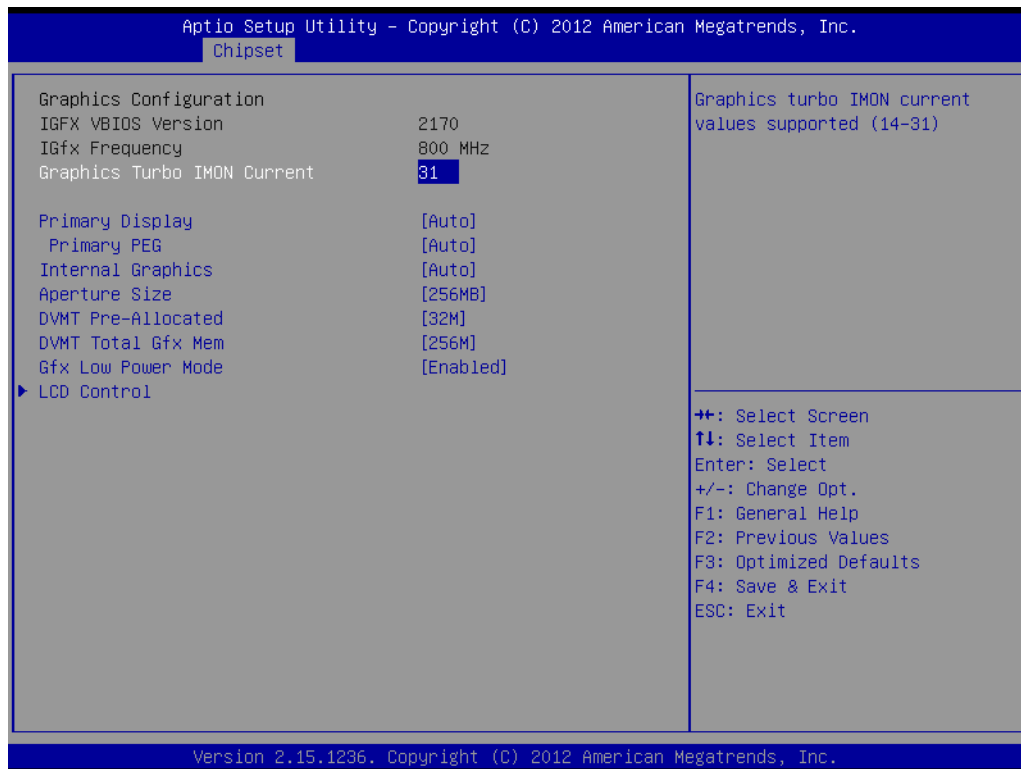 Aptio Setup Utility – Copyright (C) 2012 American Megatrends, Inc.
Chipset
Graphics Configuration
IGFX VBIOS Version 2170
IGfx Frequency 800 MHz
Graphics Turbo IMON Current 31
Primary Display [Auto]
Primary PEG [Auto]
Internal Graphics [Auto]
Aperture Size [256MB]
DVMT Pre-Allocated [32M]
DVMT Total Gfx Mem [256M]
Gfx Low Power Mode [Enabled]
LCD Control
Graphics turbo IMON current
values supported (14-31)
→←: Select Screen
↑↓: Select Item
Enter: Select
+/-: Change Opt.
F1: General Help
F2: Previous Values
F3: Optimized Defaults
F4: Save & Exit
ESC: Exit
Version 2.15.1236. Copyright (C) 2012 American Megatrends, Inc.